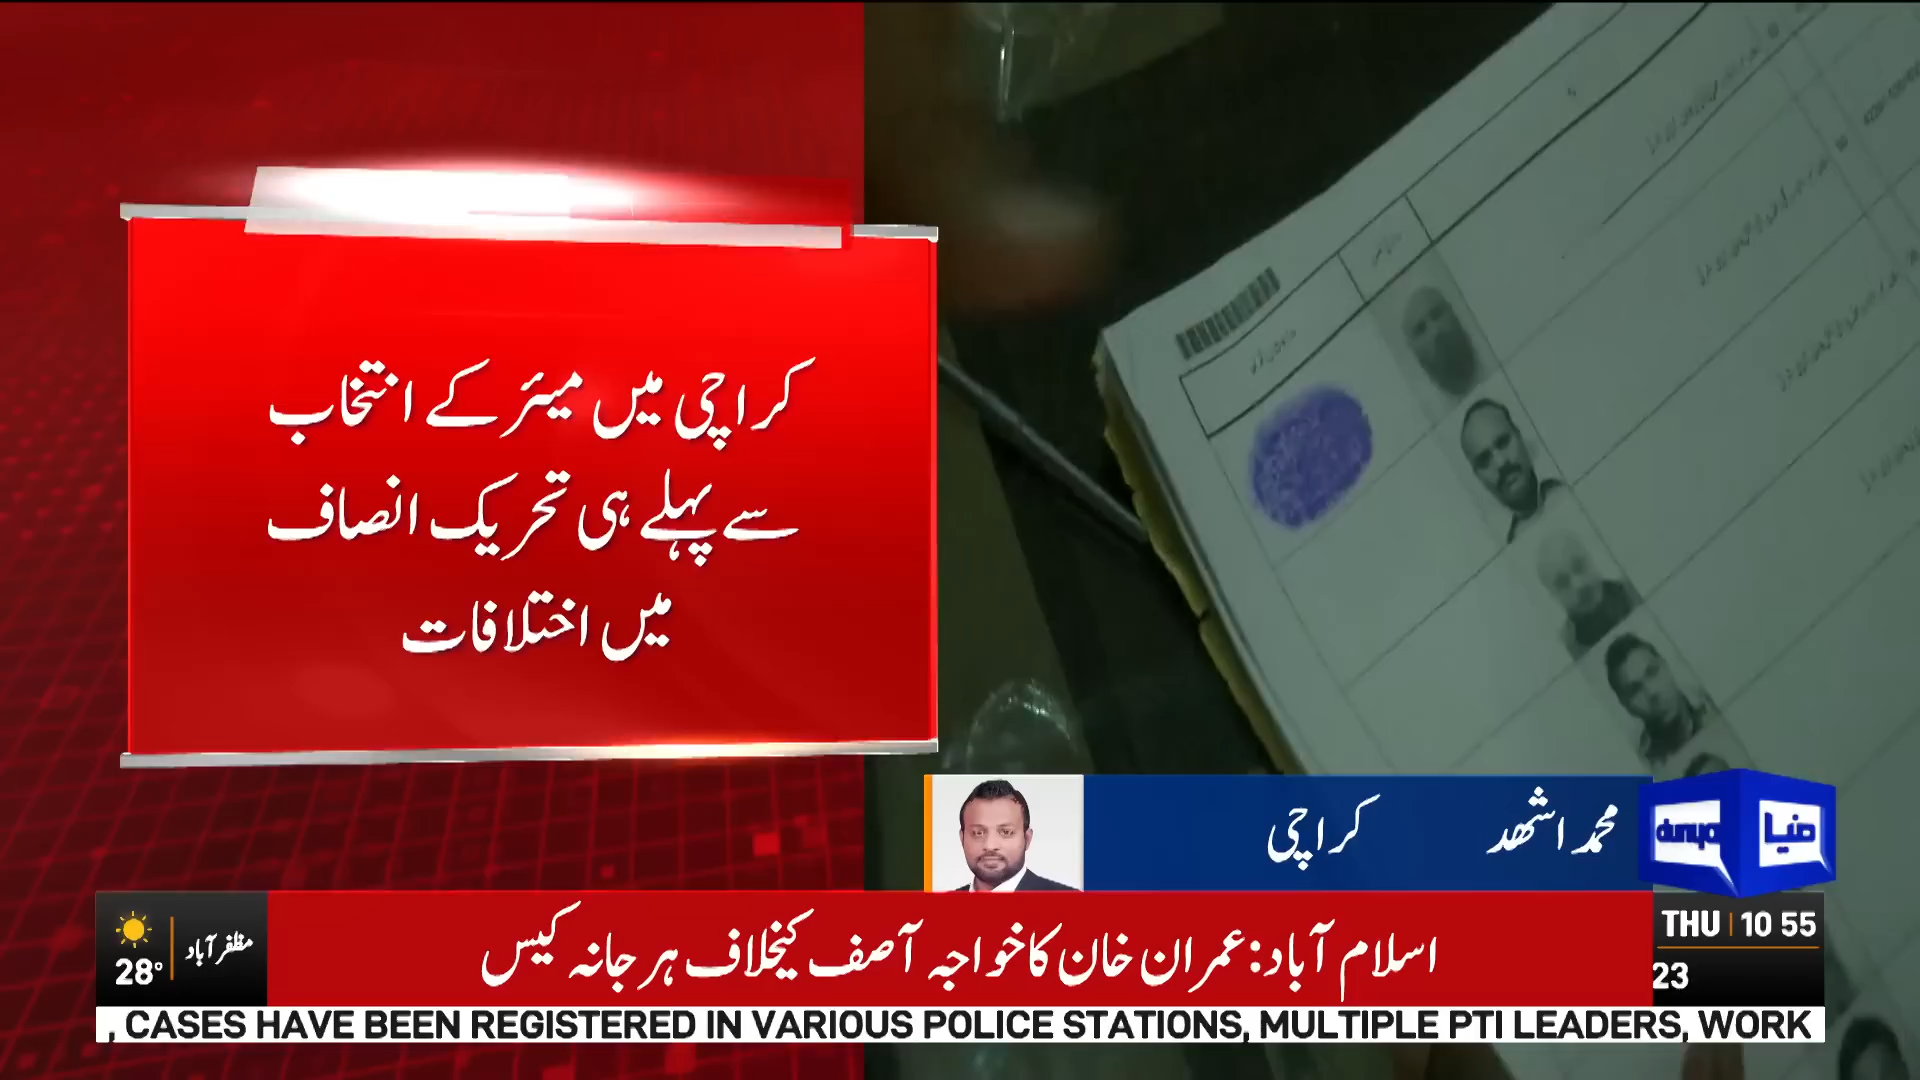 کراچی میں میئر کے انتخاب
سے پہلے ہی تحریک انصاف
میں اختلافات
محمد اشھد
کراچی
dunya
دنیا
اسلام آباد: عمران خان کا خواجہ آصف کیخلاف ہرجانہ کیس
مظفر آباد
28°
THU 10 55
23
, CASES HAVE BEEN REGISTERED IN VARIOUS POLICE STATIONS, MULTIPLE PTI LEADERS, WORK